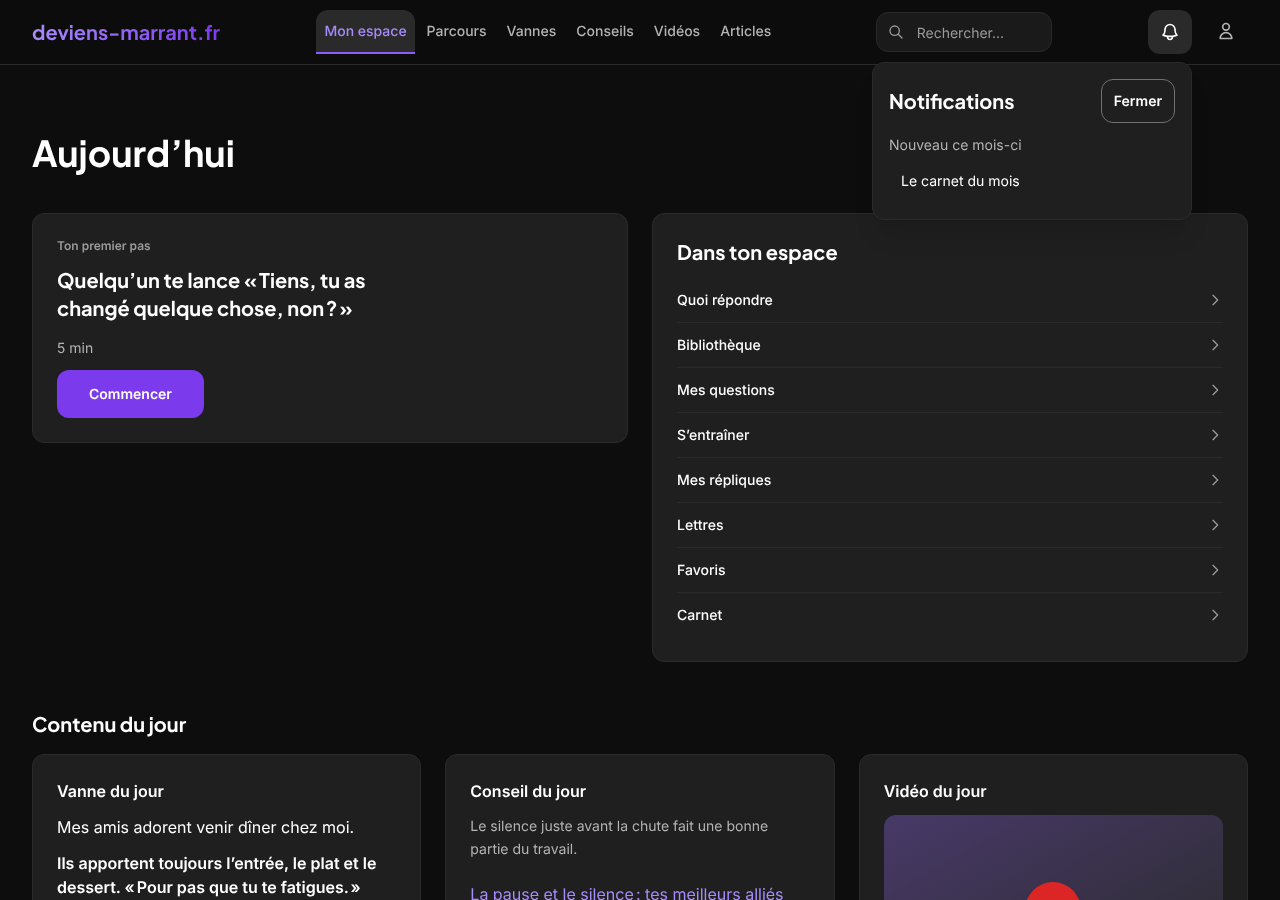 deviens-marrant.fr
Mon espace
Parcours
Vannes
Conseils
Vidéos
Articles
Rechercher...
Notifications
Fermer
Nouveau ce mois-ci
Le carnet du mois
Aujourd’hui
Ton premier pas
Quelqu’un te lance « Tiens, tu as
changé quelque chose, non ? »
5 min
Commencer
Dans ton espace
Quoi répondre
Bibliothèque
Mes questions
S’entraîner
Mes répliques
Lettres
Favoris
Carnet
Contenu du jour
Vanne du jour
Mes amis adorent venir dîner chez moi.
Ils apportent toujours l’entrée, le plat et le
dessert. « Pour pas que tu te fatigues. »
Conseil du jour
Le silence juste avant la chute fait une bonne
partie du travail.
La pause et le silence : tes meilleurs alliés
Vidéo du jour